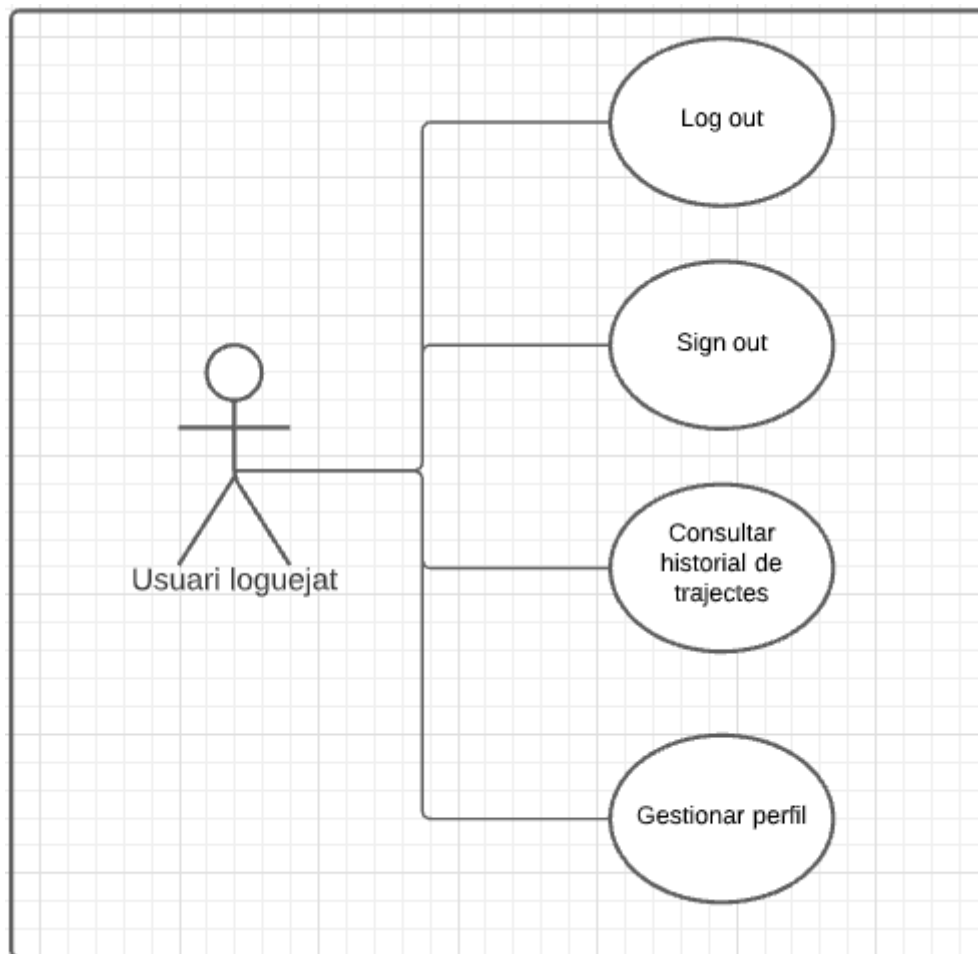 Log out
Sign out
Consultar
historial de
trajectes
Usuari loguejat
Gestionar perfil